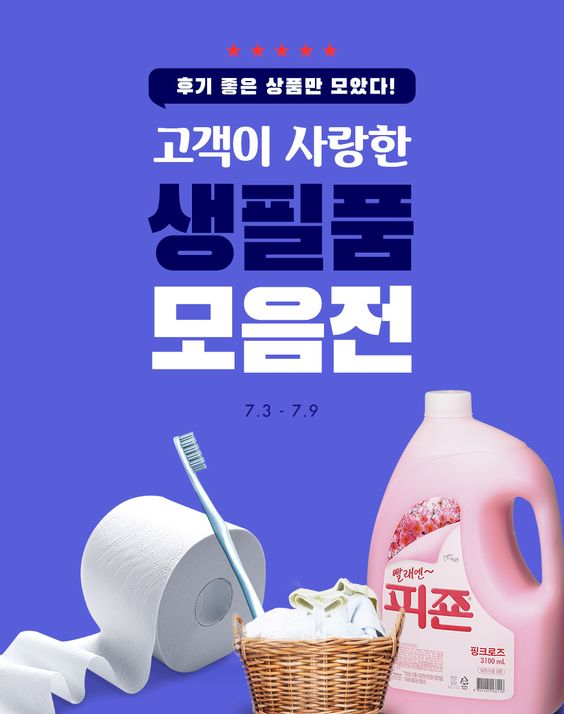 후기 좋은 상품만 모았다!
고객이 사랑한
생필품
모음전
7.3 - 7.9
빨래엔~
피죤
핑크로즈
3100 mL